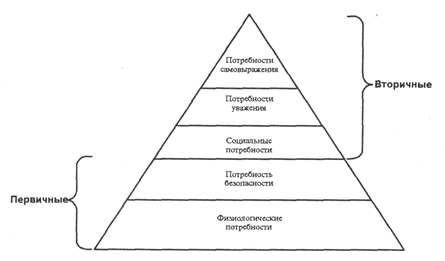 Потребности
самовыражения
Вторичные
Потребности
уважения
Социальные
потребности
Потребность
безопасности
Первичные
Физиологические
потребности